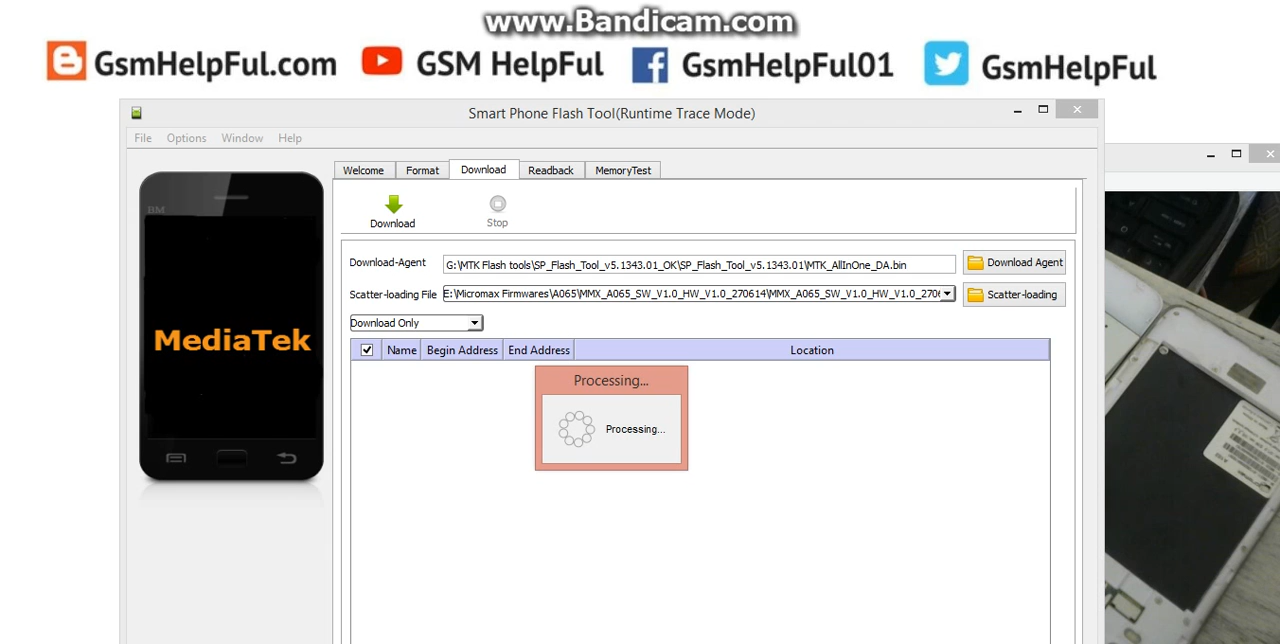 www.Bandicam.com
GsmHelpFul.com GSM HelpFul GsmHelpFul01 GsmHelpFul
Smart Phone Flash Tool(Runtime Trace Mode)
File Options Window Help
Welcome Format Download Readback MemoryTest
BM
Download Stop
Download-Agent G:\MTK Flash tools\SP_Flash_Tool_v5.1343.01_OK\SP_Flash_Tool_v5.1343.01\MTK_AllInOne_DA.bin Download Agent
Scatter-loading File E:\Micromax Firmwares\A065\MMX_A065_SW_V1.0_HW_V1.0_270614\MMX_A065_SW_V1.0_HW_V1.0_270 Scatter-loading
Download Only
MediaTek
Name Begin Address End Address Location
Processing...
Processing...